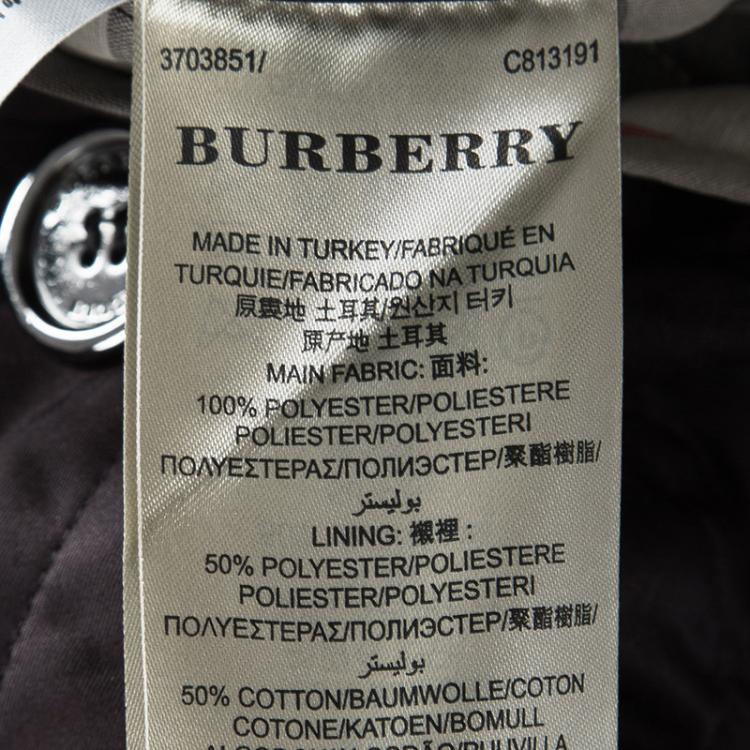 3703851/ C813191
BURBERRY
MADE IN TURKEY/FABRIQUÉ EN
TURQUIE/FABRICADO NA TURQUIA
原產地 土耳其/원산지 터키
原产地 土耳其
MAIN FABRIC: 面料:
100% POLYESTER/POLIESTERE
POLIESTER/POLYESTERI
ΠΟΛΥΕΣΤΕΡΑΣ/ПОЛИЭСТЕР/聚酯樹脂/
بوليستر
LINING: 襯裡 :
50% POLYESTER/POLIESTERE
POLIESTER/POLYESTERI
ΠΟΛΥΕΣΤΕΡΑΣ/ПОЛИЭСТЕР/聚酯樹脂/
بوليستر
50% COTTON/BAUMWOLLE/COTON
COTONE/KATOEN/BOMULL